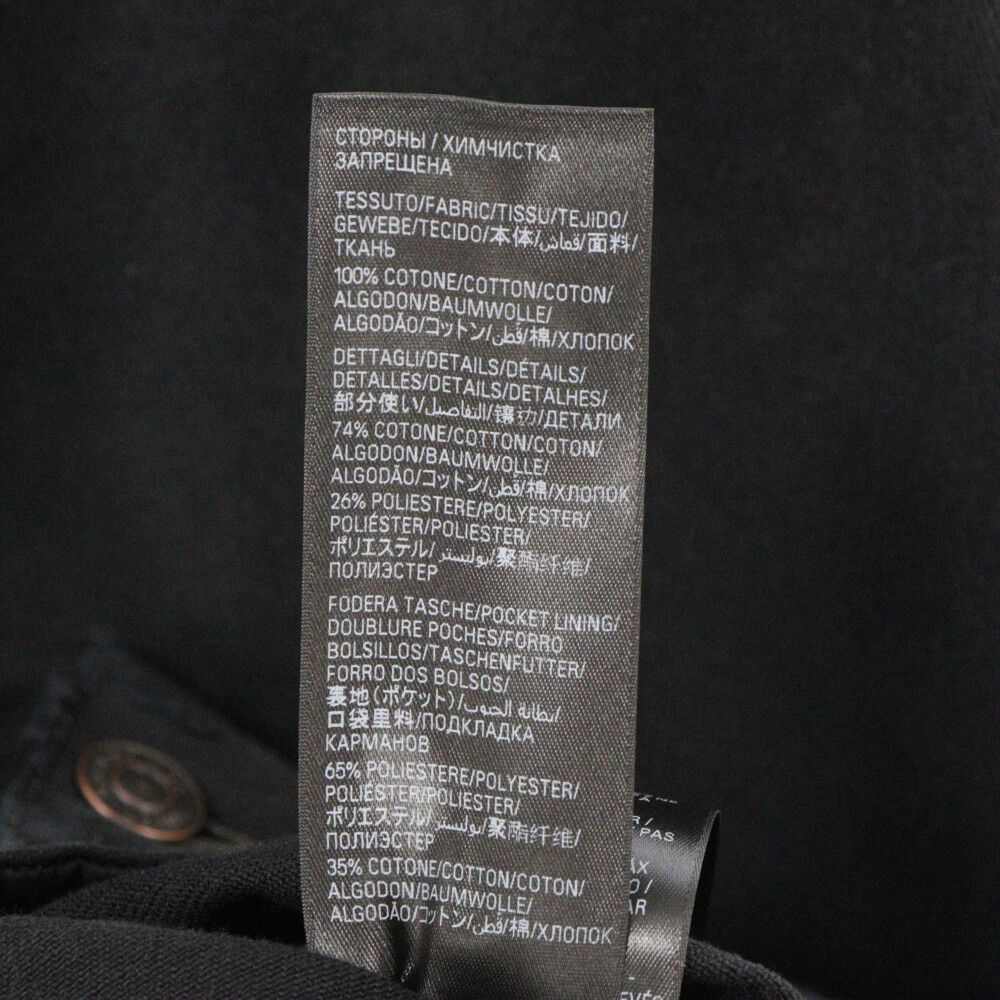 СТОРОНЫ / ХИМЧИСТКА
ЗАПРЕЩЕНА
TESSUTO/FABRIC/TISSU/TEJIDO/
GEWEBE/TECIDO/本体/قماش/面料/
ТКАНЬ
100% COTONE/COTTON/COTON/
ALGODON/BAUMWOLLE/
ALGODÃO/コットン/قطن/棉/ХЛОПОК
DETTAGLI/DETAILS/DÉTAILS/
DETALLES/DETAILS/DETALHES/
部分使い/التفاصيل/镶边/ДЕТАЛИ
74% COTONE/COTTON/COTON/
ALGODON/BAUMWOLLE/
ALGODÃO/コットン/قطن/棉/ХЛОПОК
26% POLIESTERE/POLYESTER/
POLIÉSTER/POLIESTER/
ポリエステル/بوليستر/聚酯纤维/
ПОЛИЭСТЕР
FODERA TASCHE/POCKET LINING/
DOUBLURE POCHES/FORRO
BOLSILLOS/TASCHENFUTTER/
FORRO DOS BOLSOS/
裏地(ポケット)/بطانة الجيوب/
口袋里料/ПОДКЛАДКА
КАРМАНОВ
65% POLIESTERE/POLYESTER/
POLIÉSTER/POLIESTER/
ポリエステル/بوليستر/聚酯纤维/
ПОЛИЭСТЕР
35% COTONE/COTTON/COTON/
ALGODON/BAUMWOLLE/
ALGODÃO/コットン/قطن/棉/ХЛОПОК
PAS